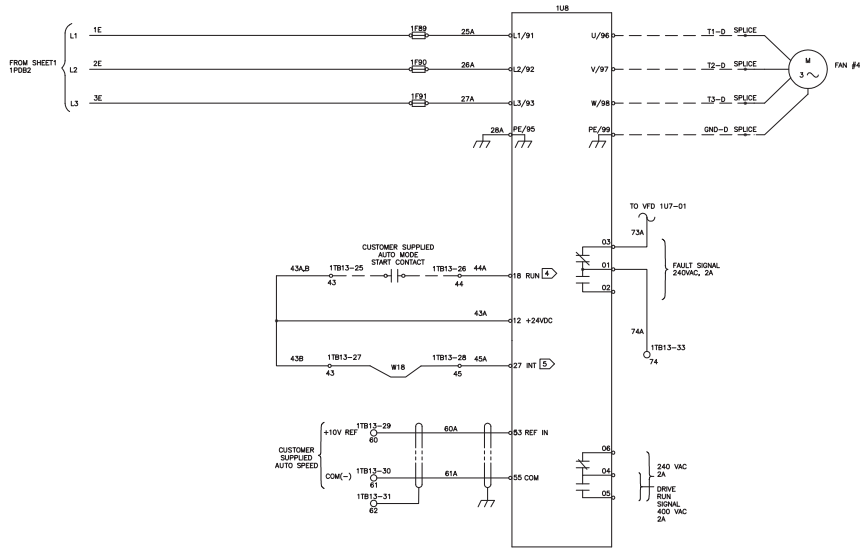 1U8
FROM SHEET1
1PDB2
L1 1E 1F89 25A L1/91 U/96 T1-D SPLICE
L2 2E 1F90 26A L2/92 V/97 T2-D SPLICE
L3 3E 1F91 27A L3/93 W/98 T3-D SPLICE
M
3
FAN #4
28A PE/95 PE/99 GND-D SPLICE
TO VFD 1U7-01
73A
03
01
02
FAULT SIGNAL
240VAC, 2A
74A
1TB13-33
74
CUSTOMER SUPPLIED
AUTO MODE
START CONTACT
43A,B 1TB13-25 1TB13-26 44A
43 44
18 RUN 4
43A
12 +24VDC
43B 1TB13-27 W18 1TB13-28 45A
43 45
27 INT 5
CUSTOMER
SUPPLIED
AUTO SPEED
+10V REF 1TB13-29 60A 53 REF IN
60
COM(-) 1TB13-30 61A 55 COM
61
1TB13-31
62
06
04
05
240 VAC
2A
DRIVE
RUN
SIGNAL
400 VAC
2A